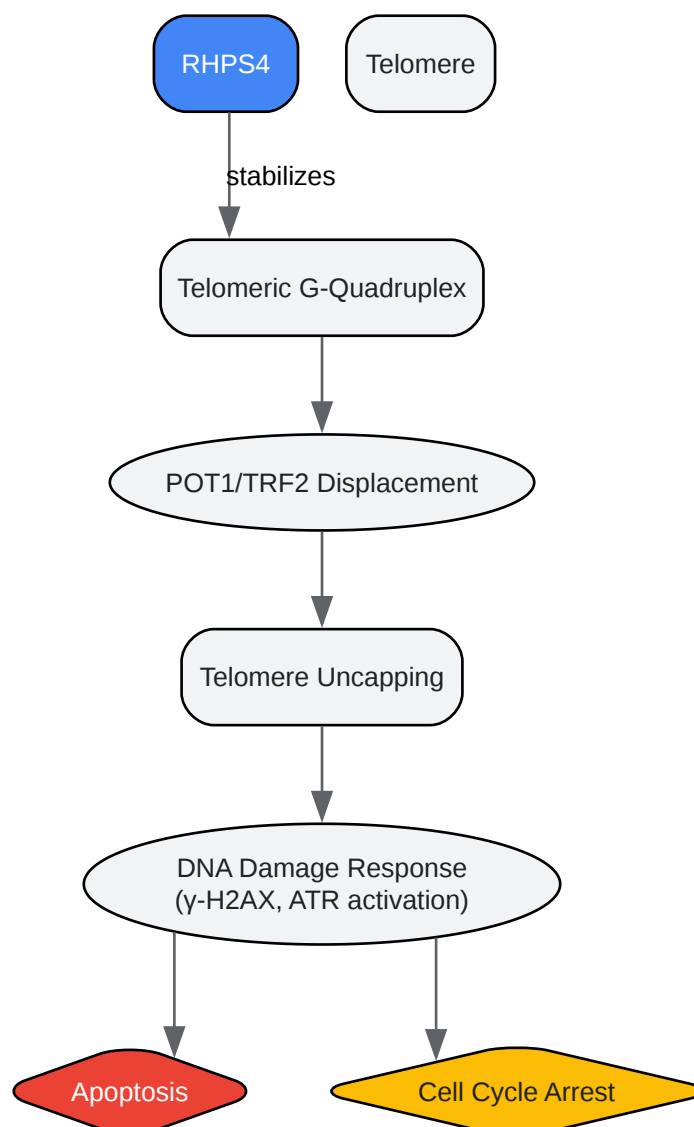 RHPS4
Telomere
stabilizes
Telomeric G-Quadruplex
POT1/TRF2 Displacement
Telomere Uncapping
DNA Damage Response
(γ-H2AX, ATR activation)
Apoptosis
Cell Cycle Arrest